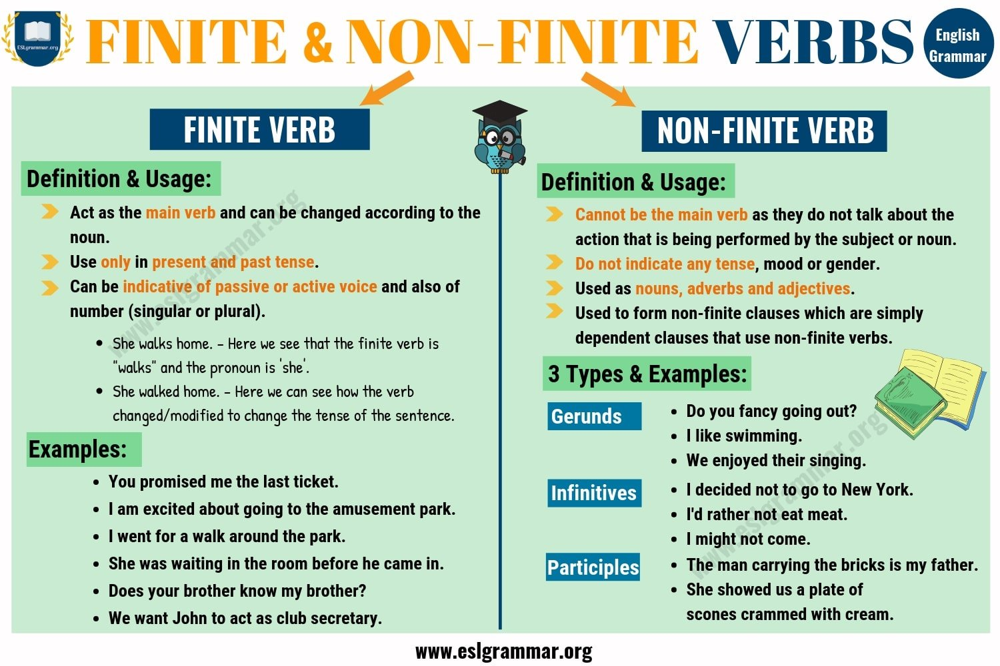 ESLgrammar.org
FINITE & NON-FINITE VERBS
English
Grammar
FINITE VERB
Definition & Usage:
Act as the main verb and can be changed according to the
noun.
Use only in present and past tense.
Can be indicative of passive or active voice and also of
number (singular or plural).
• She walks home. – Here we see that the finite verb is
"walks" and the pronoun is 'she'.
• She walked home. – Here we can see how the verb
changed/modified to change the tense of the sentence.
Examples:
• You promised me the last ticket.
• I am excited about going to the amusement park.
• I went for a walk around the park.
• She was waiting in the room before he came in.
• Does your brother know my brother?
• We want John to act as club secretary.
www.eslgrammar.org
NON-FINITE VERB
Definition & Usage:
Cannot be the main verb as they do not talk about the
action that is being performed by the subject or noun.
Do not indicate any tense, mood or gender.
Used as nouns, adverbs and adjectives.
Used to form non-finite clauses which are simply
dependent clauses that use non-finite verbs.
3 Types & Examples:
Gerunds
• Do you fancy going out?
• I like swimming.
• We enjoyed their singing.
Infinitives
• I decided not to go to New York.
• I'd rather not eat meat.
• I might not come.
Participles
• The man carrying the bricks is my father.
• She showed us a plate of
scones crammed with cream.
www.eslgrammar.org
www.eslgrammar.org